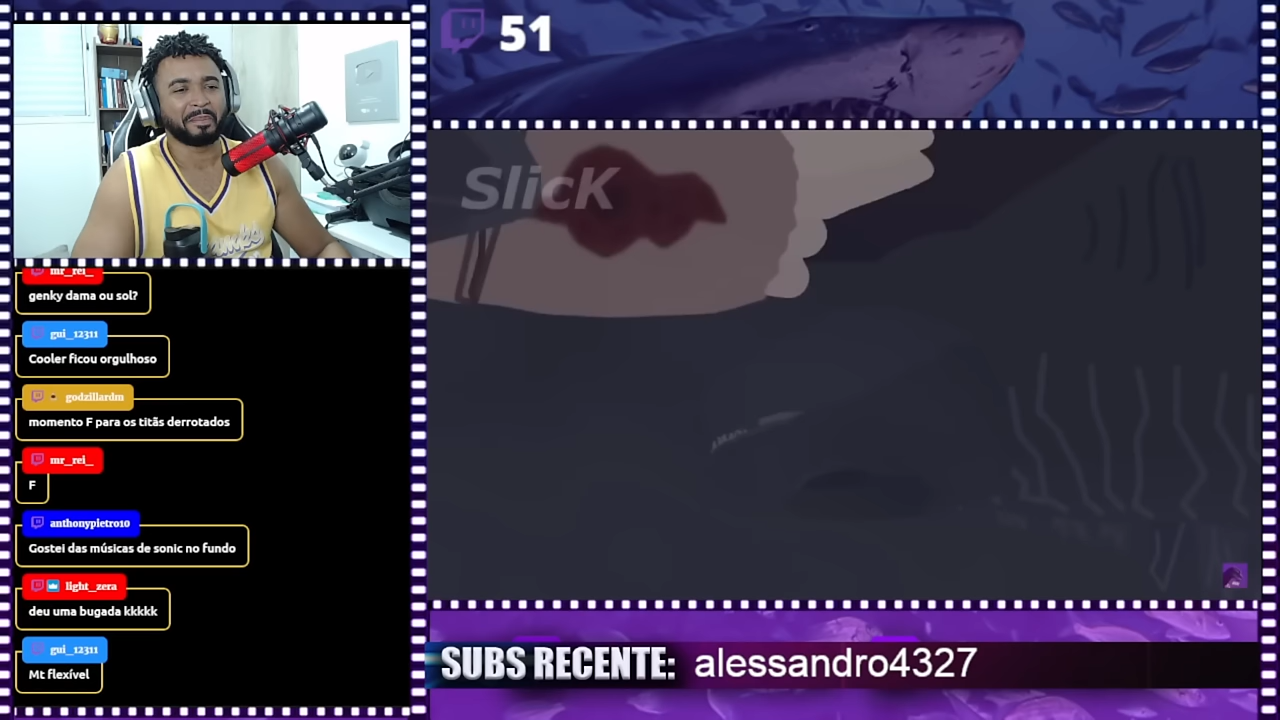 51
SlicK
mr_rei_
genky dama ou sol?
gui_12311
Cooler ficou orgulhoso
godzillardm
momento F para os titãs derrotados
mr_rei_
F
anthonypietro10
Gostei das músicas de sonic no fundo
light_zera
deu uma bugada kkkkk
gui_12311
Mt flexível
SUBS RECENTE: alessandro4327